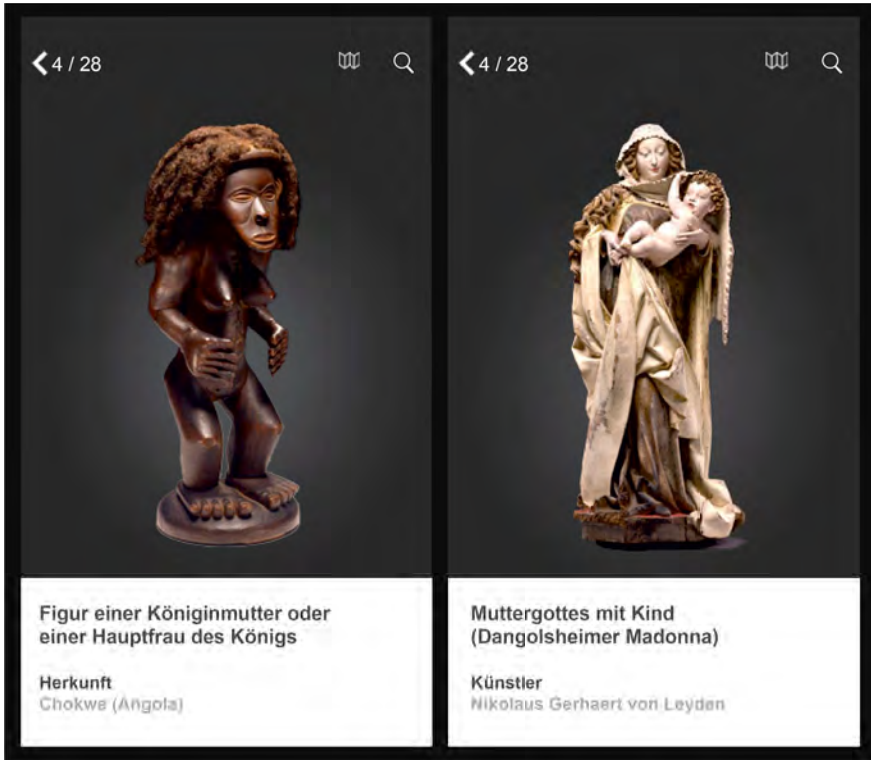 4 / 28
Figur einer Königinmutter oder
einer Hauptfrau des Königs
Herkunft
Chokwe (Angola)
4 / 28
Muttergottes mit Kind
(Dangolsheimer Madonna)
Künstler
Nikolaus Gerhaert von Leyden